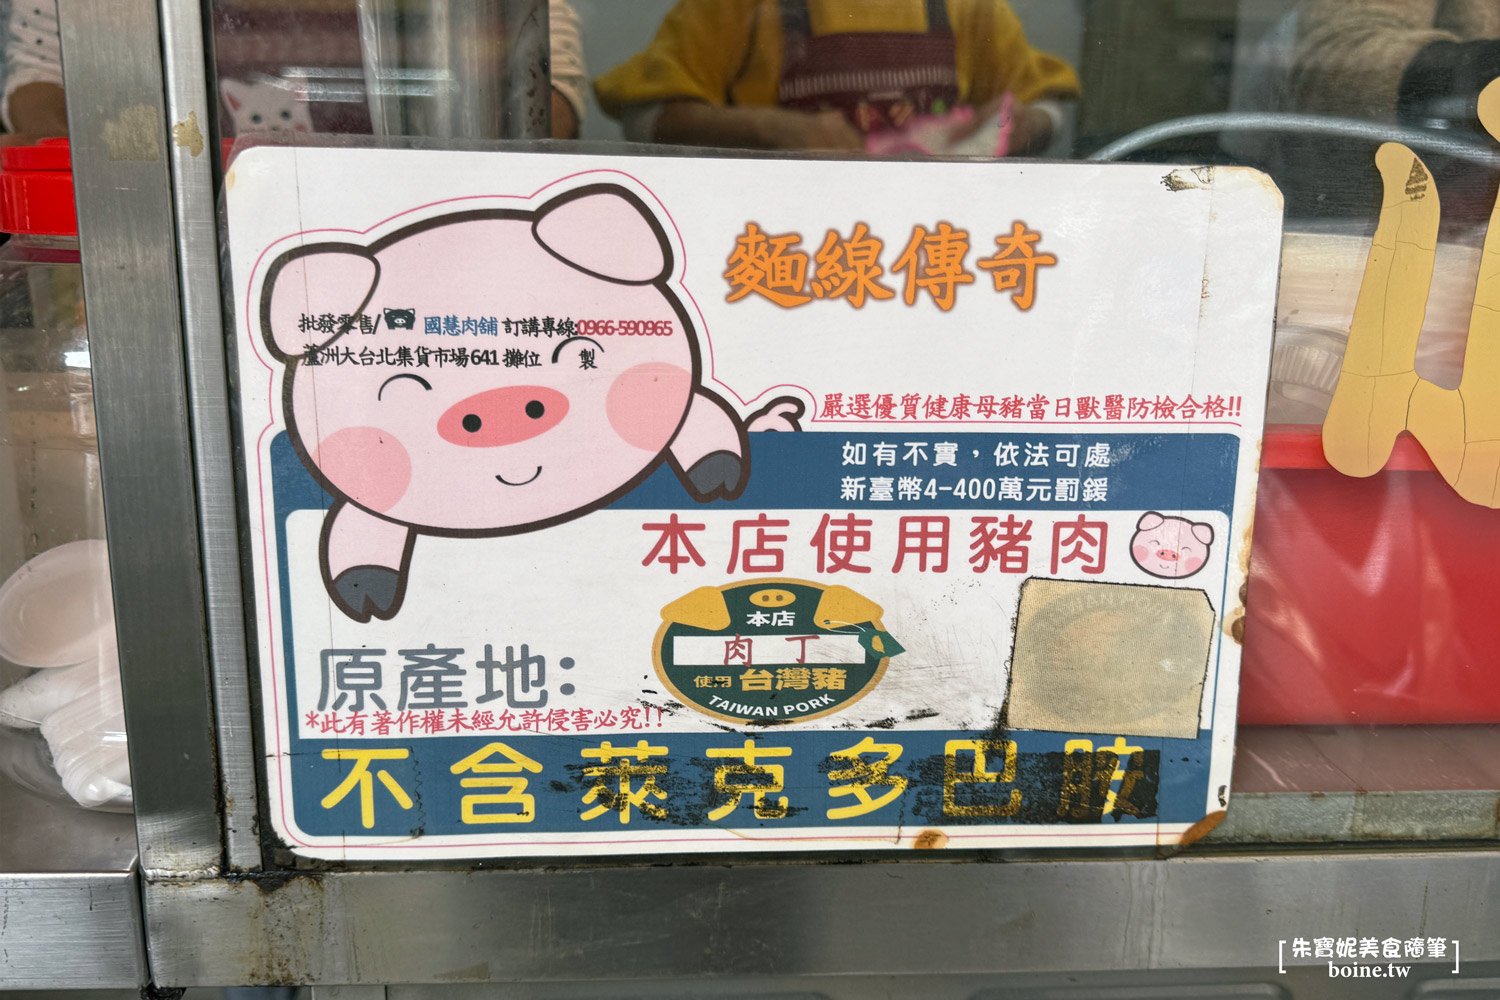 麵線傳奇
批發零售/ 國慧肉舖 訂講專線:0966-590965
蘆洲大台北集貨市場641 攤位 製
嚴選優質健康母豬當日獸醫防檢合格!!
如有不實，依法可處
新臺幣4-400萬元罰鍰
本店使用豬肉
本店
肉丁
使用 台灣豬
TAIWAN PORK
原產地:
*此有著作權未經允許侵害必究!!
不含萊克多巴胺
[朱寶妮美食隨筆]
boine.tw